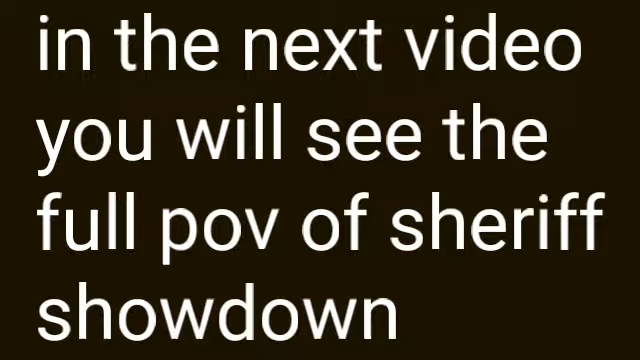 in the next video
you will see the
full pov of sheriff
showdown